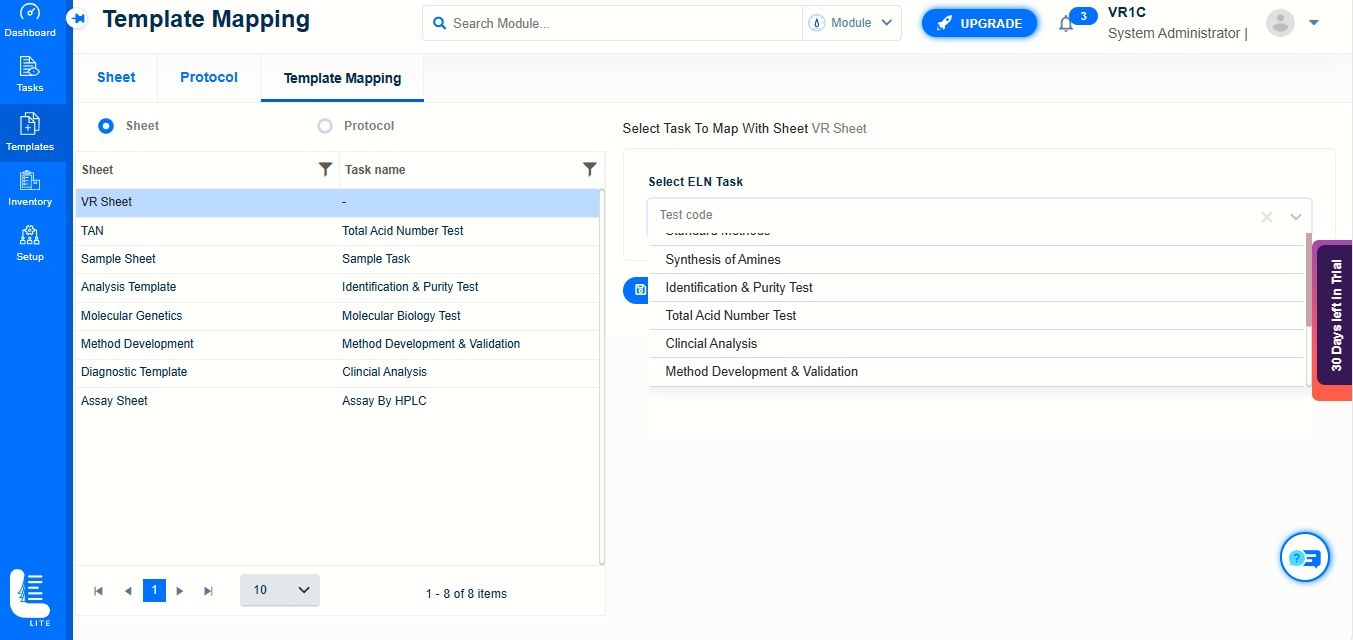 Template Mapping
Search Module...
Module
UPGRADE
3
VR1C
System Administrator |
Dashboard
Tasks
Templates
Inventory
Setup
LITE
Sheet
Protocol
Template Mapping
Sheet
Protocol
Sheet
Task name
VR Sheet
-
TAN
Total Acid Number Test
Sample Sheet
Sample Task
Analysis Template
Identification & Purity Test
Molecular Genetics
Molecular Biology Test
Method Development
Method Development & Validation
Diagnostic Template
Clincial Analysis
Assay Sheet
Assay By HPLC
1
10
1 - 8 of 8 items
Select Task To Map With Sheet VR Sheet
Select ELN Task
Test code
Standard Methods
Synthesis of Amines
Identification & Purity Test
Total Acid Number Test
Clincial Analysis
Method Development & Validation
30 Days left In Trial
?